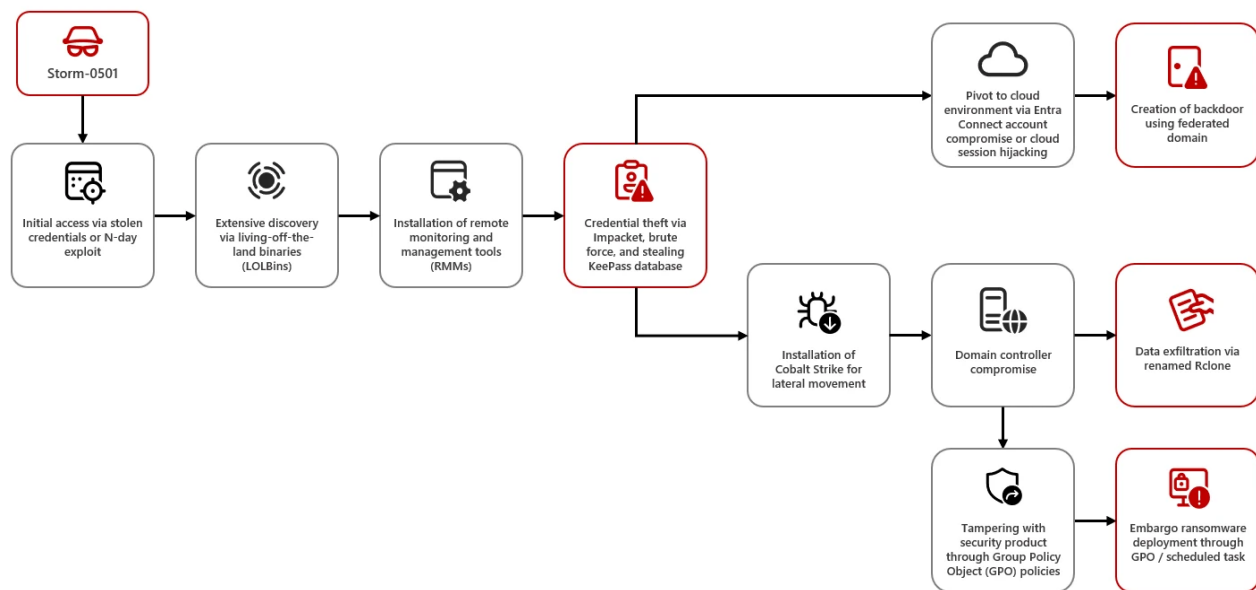 Storm-0501
Initial access via stolen
credentials or N-day
exploit
Extensive discovery
via living-off-the-
land binaries
(LOLBins)
Installation of remote
monitoring and
management tools
(RMMs)
Credential theft via
Impacket, brute
force, and stealing
KeePass database
Pivot to cloud
environment via Entra
Connect account
compromise or cloud
session hijacking
Creation of backdoor
using federated
domain
Installation of
Cobalt Strike for
lateral movement
Domain controller
compromise
Data exfiltration via
renamed Rclone
Tampering with
security product
through Group Policy
Object (GPO) policies
Embargo ransomware
deployment through
GPO / scheduled task